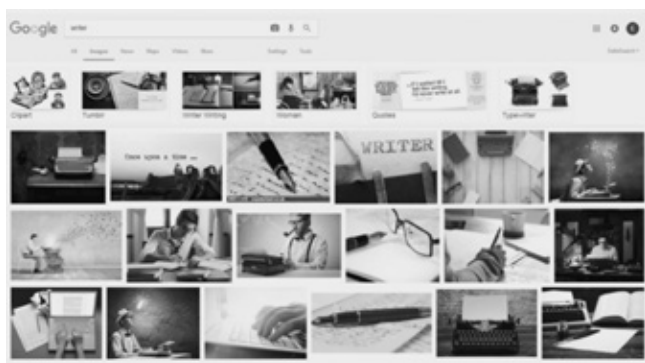 Google writer
All Images News Maps Videos More Settings Tools
Clipart Tumblr Writer Writing Woman Quotes Typewriter
Once upon a time ...
WRITER